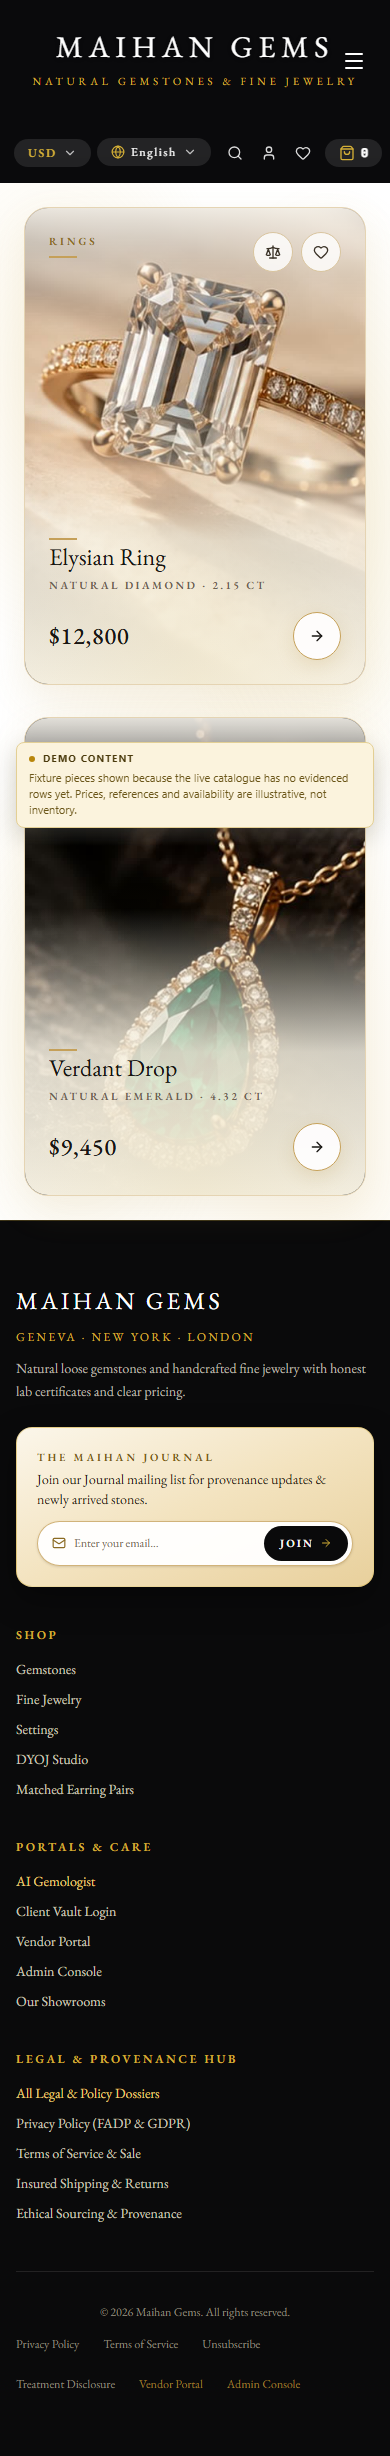 MAIHAN GEMS
NATURAL GEMSTONES & FINE JEWELRY
USD
English
RINGS
Elysian Ring
NATURAL DIAMOND · 2.15 CT
$12,800
DEMO CONTENT
Fixture pieces shown because the live catalogue has no evidenced
rows yet. Prices, references and availability are illustrative, not
inventory.
Verdant Drop
NATURAL EMERALD · 4.32 CT
$9,450
MAIHAN GEMS
GENEVA · NEW YORK · LONDON
Natural loose gemstones and handcrafted fine jewelry with honest
lab certificates and clear pricing.
THE MAIHAN JOURNAL
Join our Journal mailing list for provenance updates &
newly arrived stones.
Enter your email...
JOIN →
SHOP
Gemstones
Fine Jewelry
Settings
DYOJ Studio
Matched Earring Pairs
PORTALS & CARE
AI Gemologist
Client Vault Login
Vendor Portal
Admin Console
Our Showrooms
LEGAL & PROVENANCE HUB
All Legal & Policy Dossiers
Privacy Policy (FADP & GDPR)
Terms of Service & Sale
Insured Shipping & Returns
Ethical Sourcing & Provenance
© 2026 Maihan Gems. All rights reserved.
Privacy Policy Terms of Service Unsubscribe
Treatment Disclosure Vendor Portal Admin Console